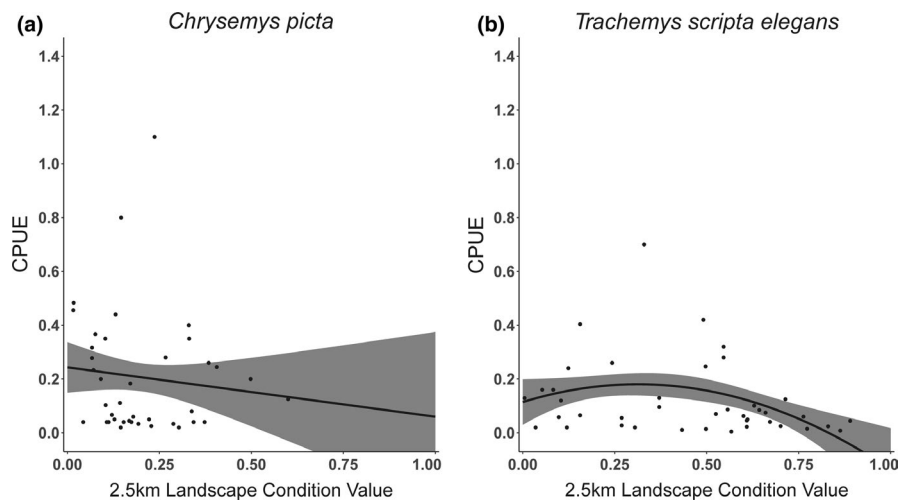 (a) Chrysemys picta
1.4
1.2
1.0
0.8
0.6
0.4
0.2
0.0
CPUE
0.00 0.25 0.50 0.75 1.00
2.5km Landscape Condition Value
(b) Trachemys scripta elegans
1.4
1.2
1.0
0.8
0.6
0.4
0.2
0.0
CPUE
0.00 0.25 0.50 0.75 1.00
2.5km Landscape Condition Value